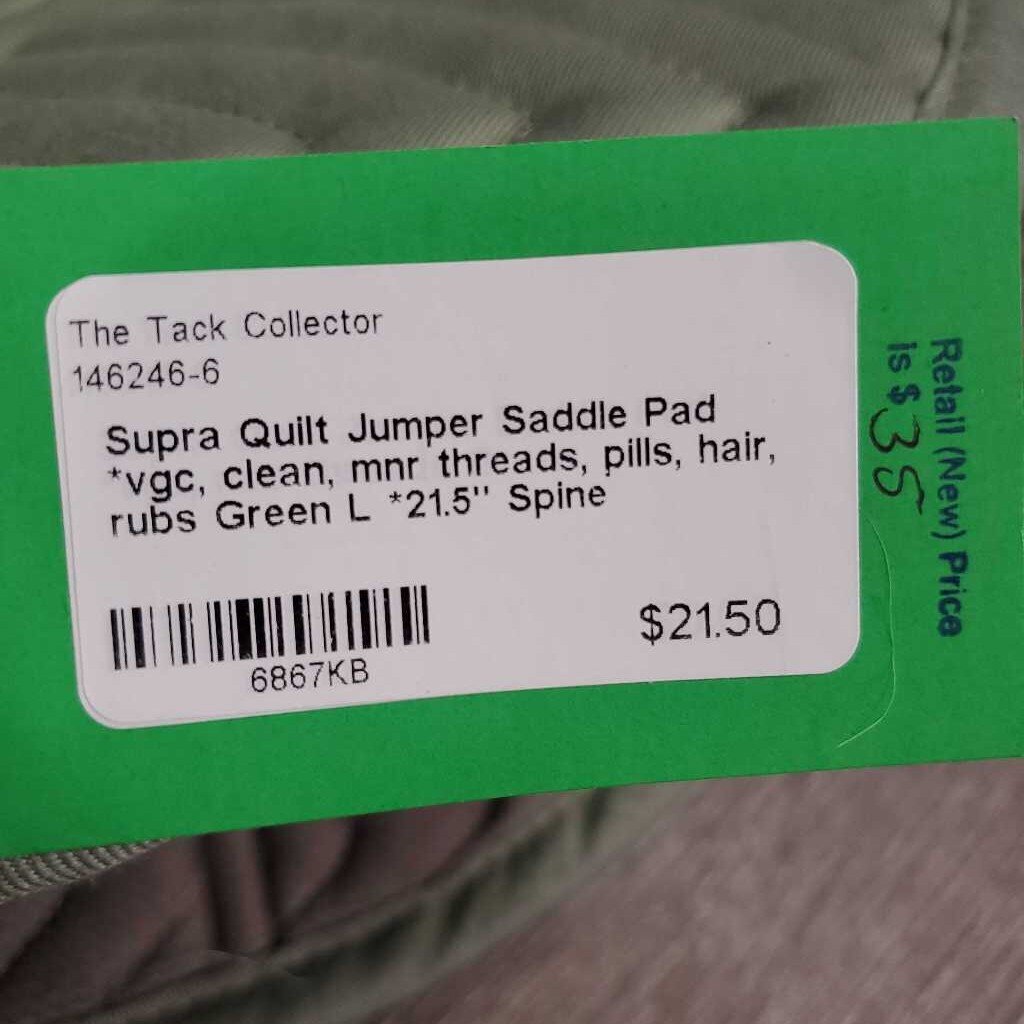 The Tack Collector
146246-6
Supra Quilt Jumper Saddle Pad
*vgc, clean, mnr threads, pills, hair,
rubs Green L *21.5" Spine
6867KB
$21.50
Retail (New) Price
is $35